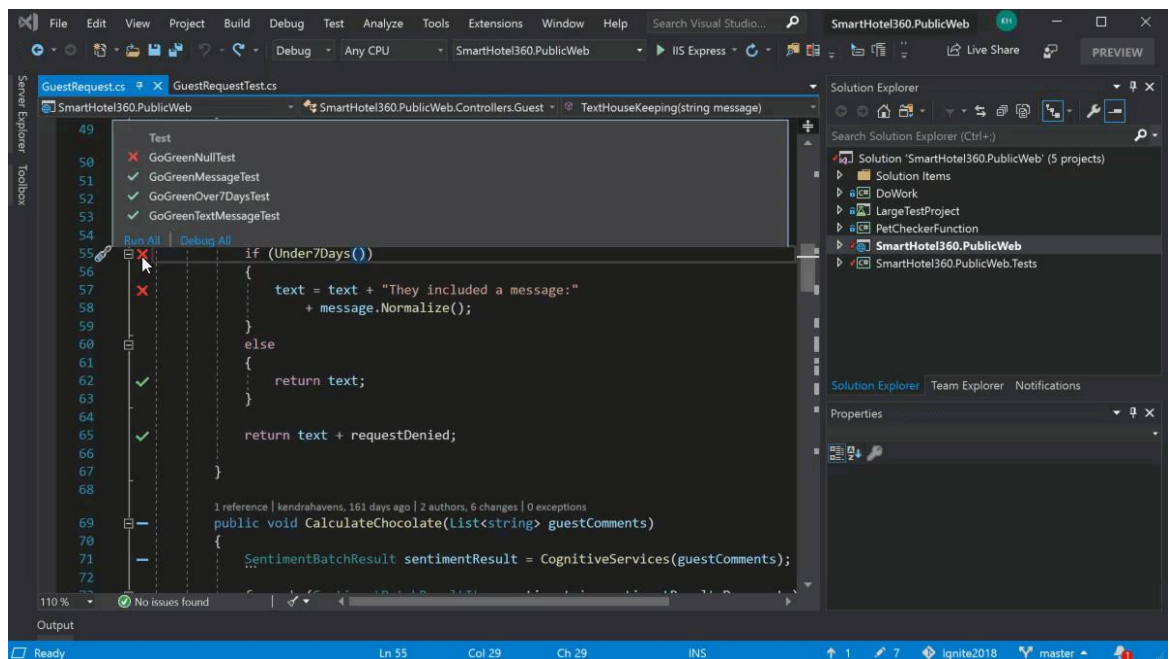 File Edit View Project Build Debug Test Analyze Tools Extensions Window Help Search Visual Studio... SmartHotel360.PublicWeb KH
Debug Any CPU SmartHotel360.PublicWeb IIS Express Live Share PREVIEW
Server Explorer
Toolbox
GuestRequest.cs GuestRequestTest.cs
SmartHotel360.PublicWeb SmartHotel360.PublicWeb.Controllers.Guest TextHouseKeeping(string message)
49
Test
50 GoGreenNullTest
51 GoGreenMessageTest
52 GoGreenOver7DaysTest
53 GoGreenTextMessageTest
54 Run All | Debug All
55 if (Under7Days())
56 {
57 text = text + "They included a message:"
58 + message.Normalize();
59 }
60 else
61 {
62 return text;
63 }
64
65 return text + requestDenied;
66
67 }
68
1 reference | kendrahavens, 161 days ago | 2 authors, 6 changes | 0 exceptions
69 public void CalculateChocolate(List<string> guestComments)
70 {
71 SentimentBatchResult sentimentResult = CognitiveServices(guestComments);
72
110 % No issues found
Output
Solution Explorer
Search Solution Explorer (Ctrl+;)
Solution 'SmartHotel360.PublicWeb' (5 projects)
Solution Items
DoWork
LargeTestProject
PetCheckerFunction
SmartHotel360.PublicWeb
SmartHotel360.PublicWeb.Tests
Solution Explorer Team Explorer Notifications
Properties
Ready Ln 55 Col 29 Ch 29 INS 1 7 Ignite2018 master 1